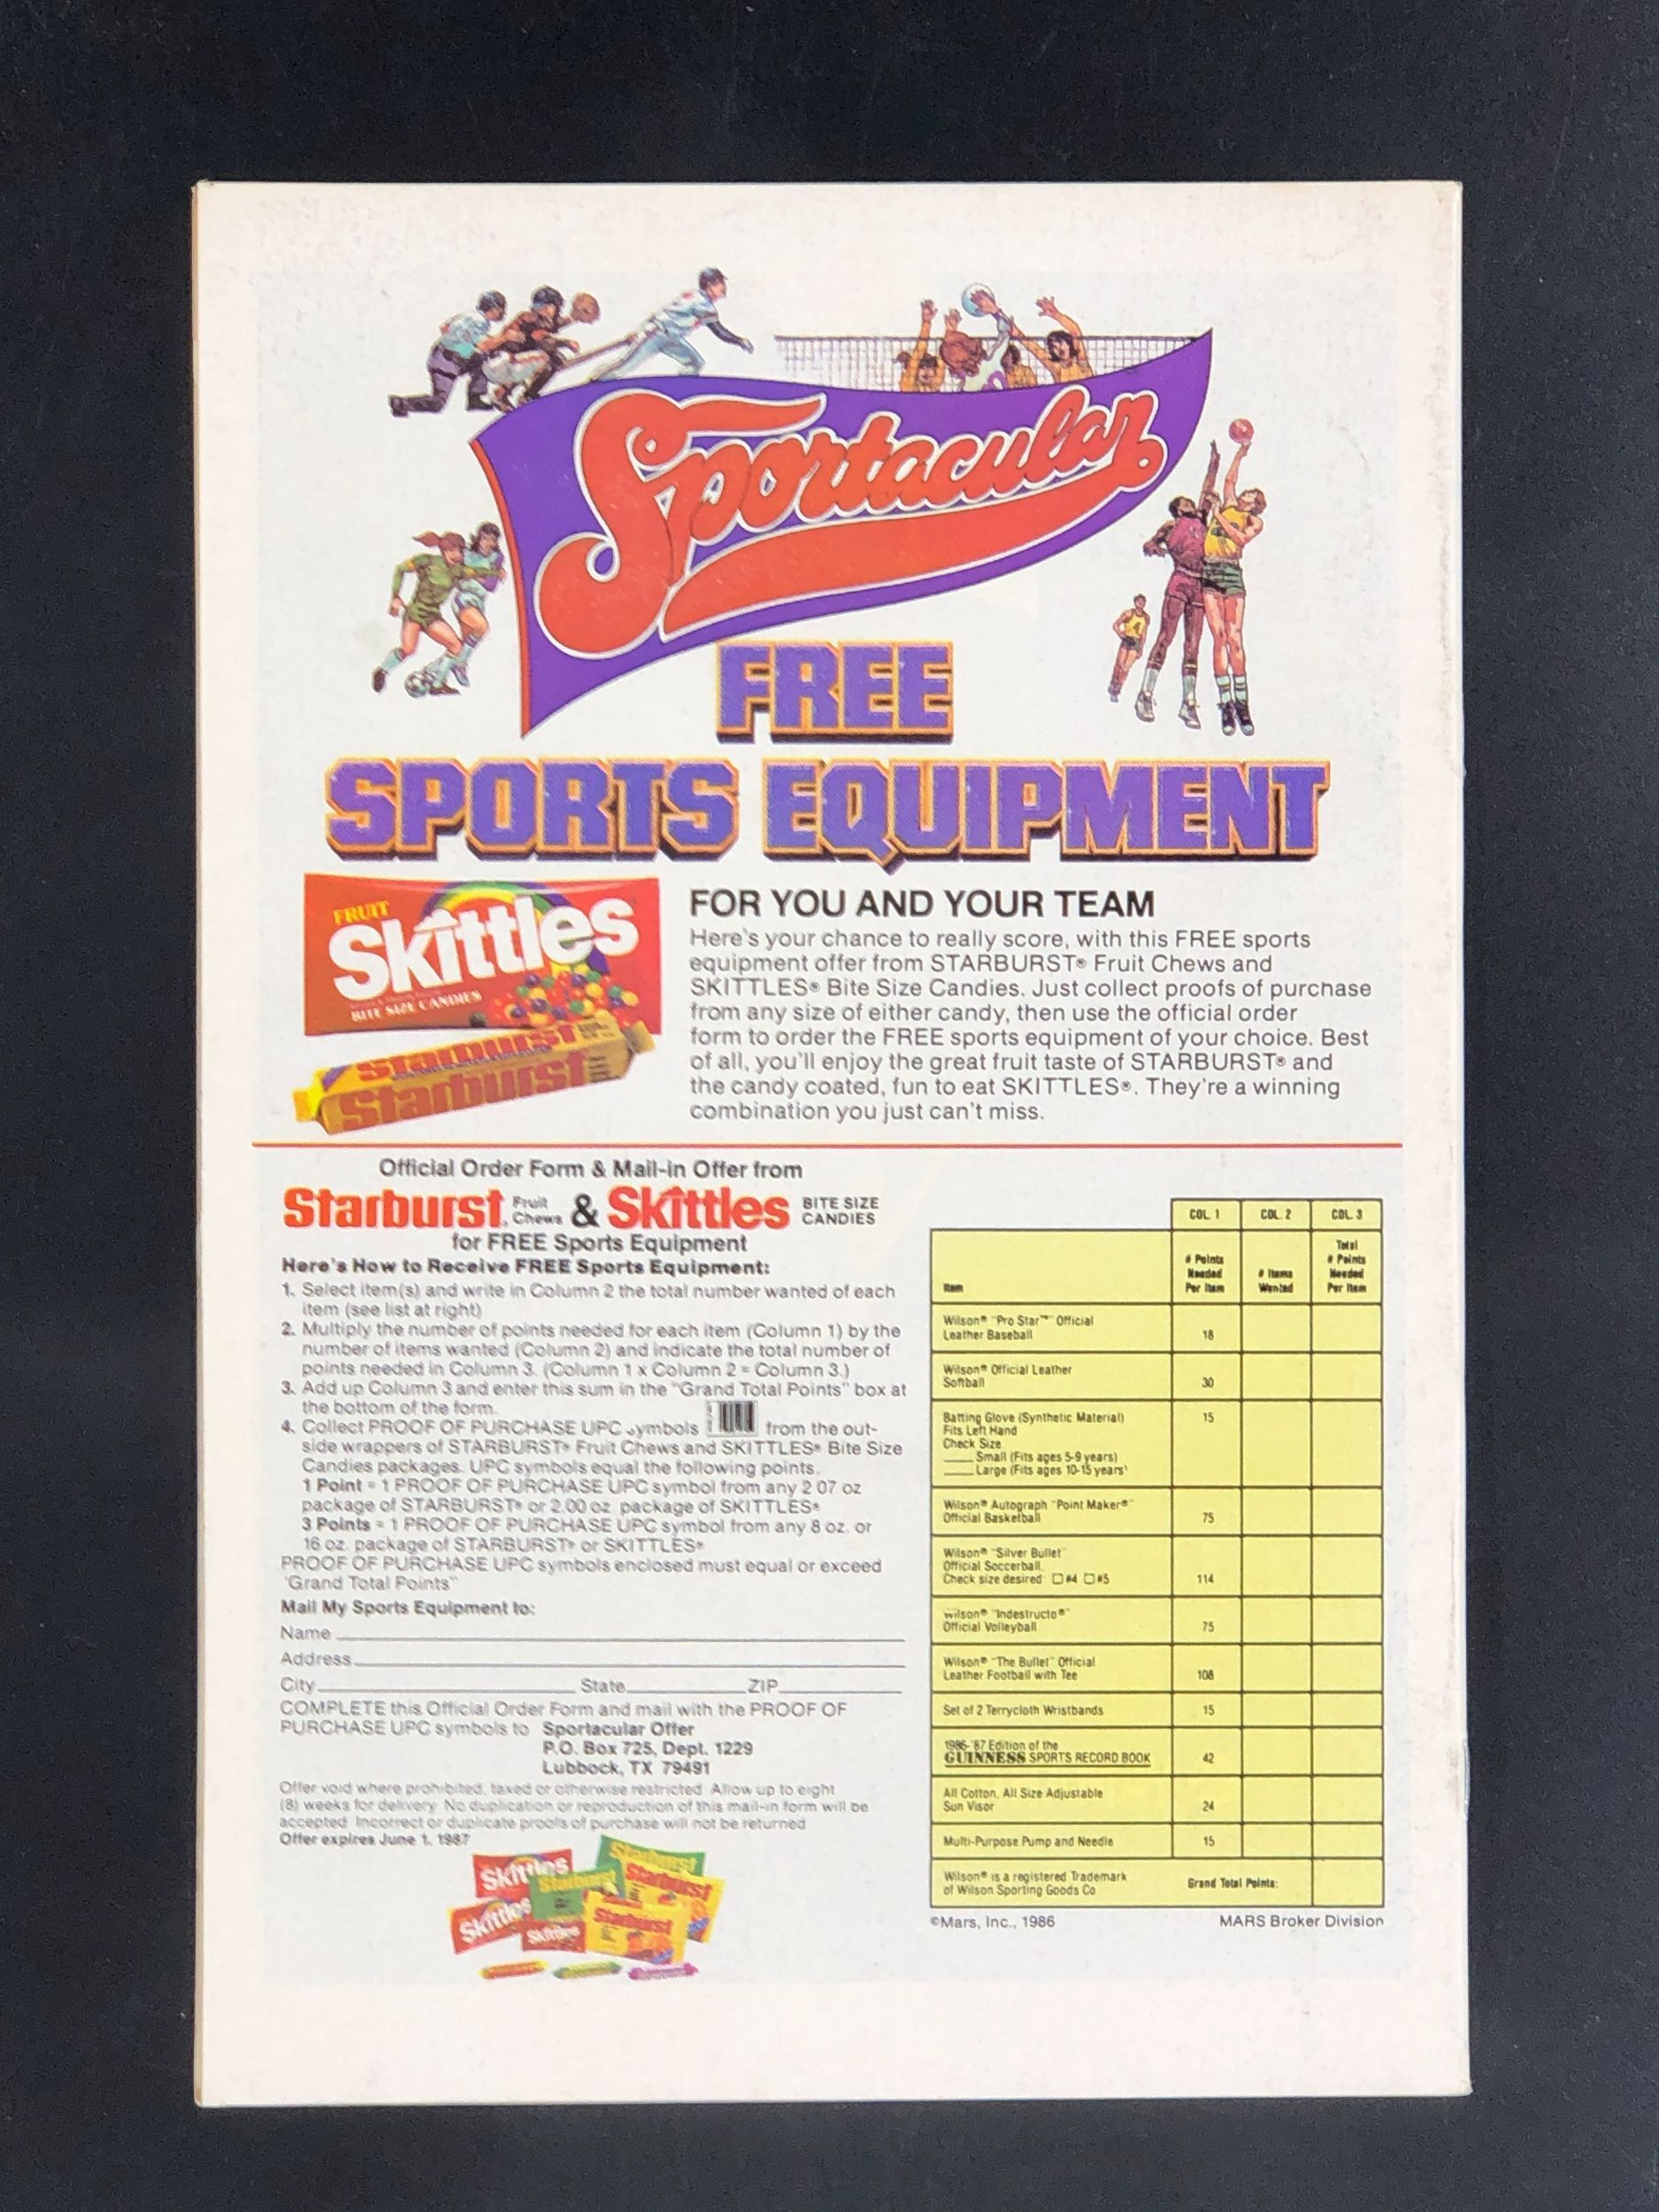 Sportacular
FREE
SPORTS EQUIPMENT
FRUIT
Skittles
BITE SIZE CANDIES
Starburst
Starburst
FOR YOU AND YOUR TEAM
Here's your chance to really score, with this FREE sports
equipment offer from STARBURST® Fruit Chews and
SKITTLES® Bite Size Candies. Just collect proofs of purchase
from any size of either candy, then use the official order
form to order the FREE sports equipment of your choice. Best
of all, you'll enjoy the great fruit taste of STARBURST® and
the candy coated, fun to eat SKITTLES®. They're a winning
combination you just can't miss.
Official Order Form & Mail-in Offer from
Starburst Fruit Chews & Skittles BITE SIZE CANDIES
for FREE Sports Equipment
Here's How to Receive FREE Sports Equipment:
1. Select item(s) and write in Column 2 the total number wanted of each
item (see list at right)
2. Multiply the number of points needed for each item (Column 1) by the
number of items wanted (Column 2) and indicate the total number of
points needed in Column 3. (Column 1 x Column 2 = Column 3.)
3. Add up Column 3 and enter this sum in the "Grand Total Points" box at
the bottom of the form.
4. Collect PROOF OF PURCHASE UPC symbols from the out-
side wrappers of STARBURST® Fruit Chews and SKITTLES® Bite Size
Candies packages. UPC symbols equal the following points.
1 Point = 1 PROOF OF PURCHASE UPC symbol from any 2 07 oz
package of STARBURST® or 2.00 oz package of SKITTLES®
3 Points = 1 PROOF OF PURCHASE UPC symbol from any 8 oz. or
16 oz. package of STARBURST® or SKITTLES®
PROOF OF PURCHASE UPC symbols enclosed must equal or exceed
"Grand Total Points"
Mail My Sports Equipment to:
Name
Address
City State ZIP
COMPLETE this Official Order Form and mail with the PROOF OF
PURCHASE UPC symbols to Sportacular Offer
P.O. Box 725, Dept. 1229
Lubbock, TX 79491
Offer void where prohibited, taxed or otherwise restricted. Allow up to eight
(8) weeks for delivery. No duplication or reproduction of this mail-in form will be
accepted. Incorrect or duplicate proofs of purchase will not be returned
Offer expires June 1, 1987
Skittles
Starburst
Starburst
Starburst
Skittles
Skittles
Starburst
COL. 1 COL. 2 COL. 3
Item # Points Needed Per Item # Items Wanted Total # Points Needed Per Item
Wilson® "Pro Star™" Official
Leather Baseball 18
Wilson® Official Leather
Softball 30
Batting Glove (Synthetic Material) 15
Fits Left Hand
Check Size
Small (Fits ages 5-9 years)
Large (Fits ages 10-15 years)
Wilson® Autograph "Point Maker®"
Official Basketball 75
Wilson® "Silver Bullet"
Official Soccerball.
Check size desired #4 #5 114
Wilson® "Indestructo®"
Official Volleyball 75
Wilson® "The Bullet" Official
Leather Football with Tee 108
Set of 2 Terrycloth Wristbands 15
1986-'87 Edition of the
GUINNESS SPORTS RECORD BOOK 42
All Cotton, All Size Adjustable
Sun Visor 24
Multi-Purpose Pump and Needle 15
Wilson® is a registered Trademark
of Wilson Sporting Goods Co Grand Total Points:
©Mars, Inc., 1986 MARS Broker Division